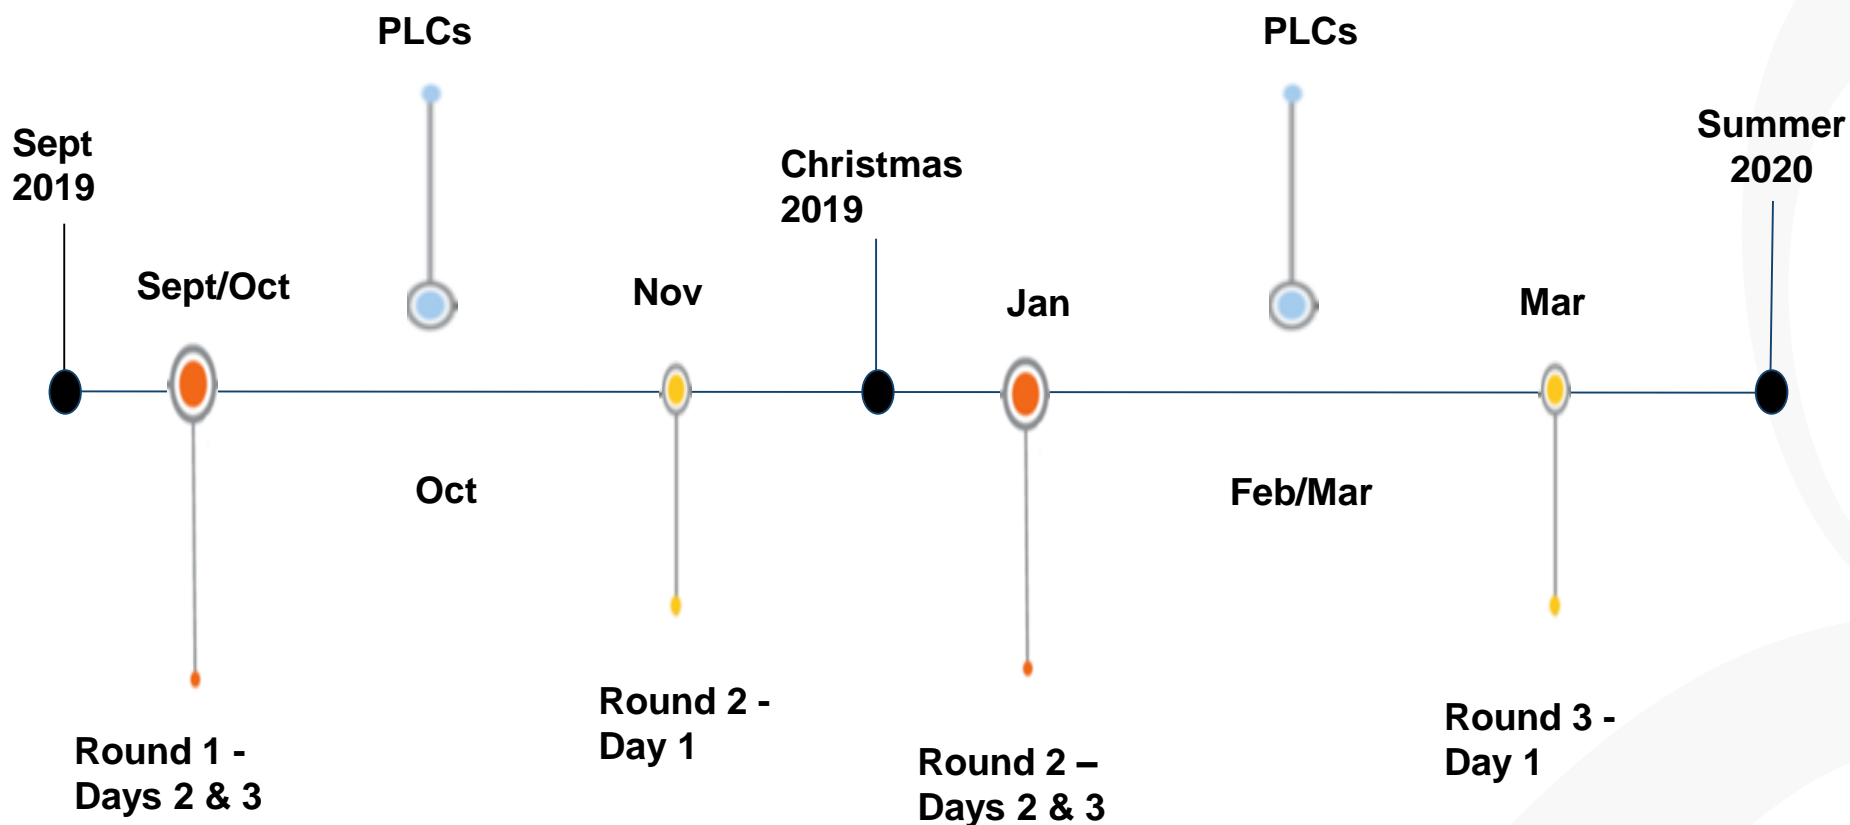 PLCs
PLCs
Sept
2019
Christmas
2019
Summer
2020
Sept/Oct
Nov
Jan
Mar
Oct
Feb/Mar
Round 1 -
Days 2 & 3
Round 2 -
Day 1
Round 2 –
Days 2 & 3
Round 3 -
Day 1